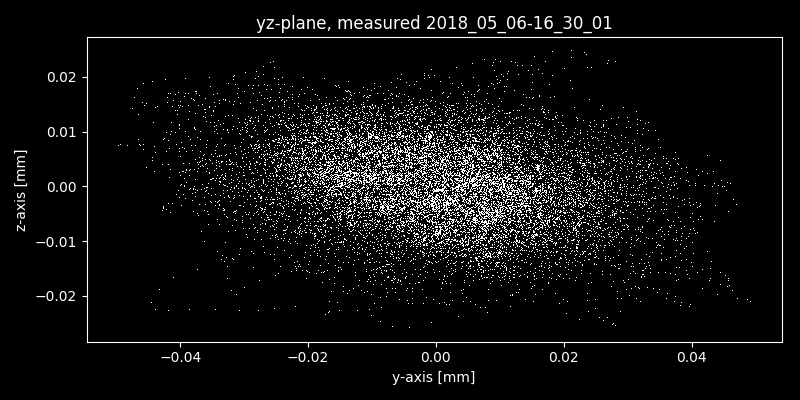 yz-plane, measured 2018_05_06-16_30_01
0.02
0.01
0.00
−0.01
−0.02
z-axis [mm]
−0.04 −0.02 0.00 0.02 0.04
y-axis [mm]